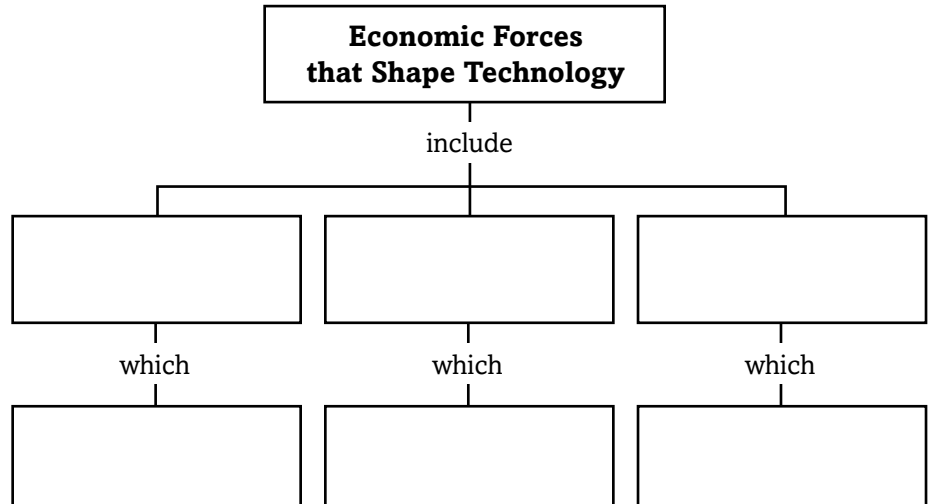 Economic Forces
that Shape Technology
include
which
which
which